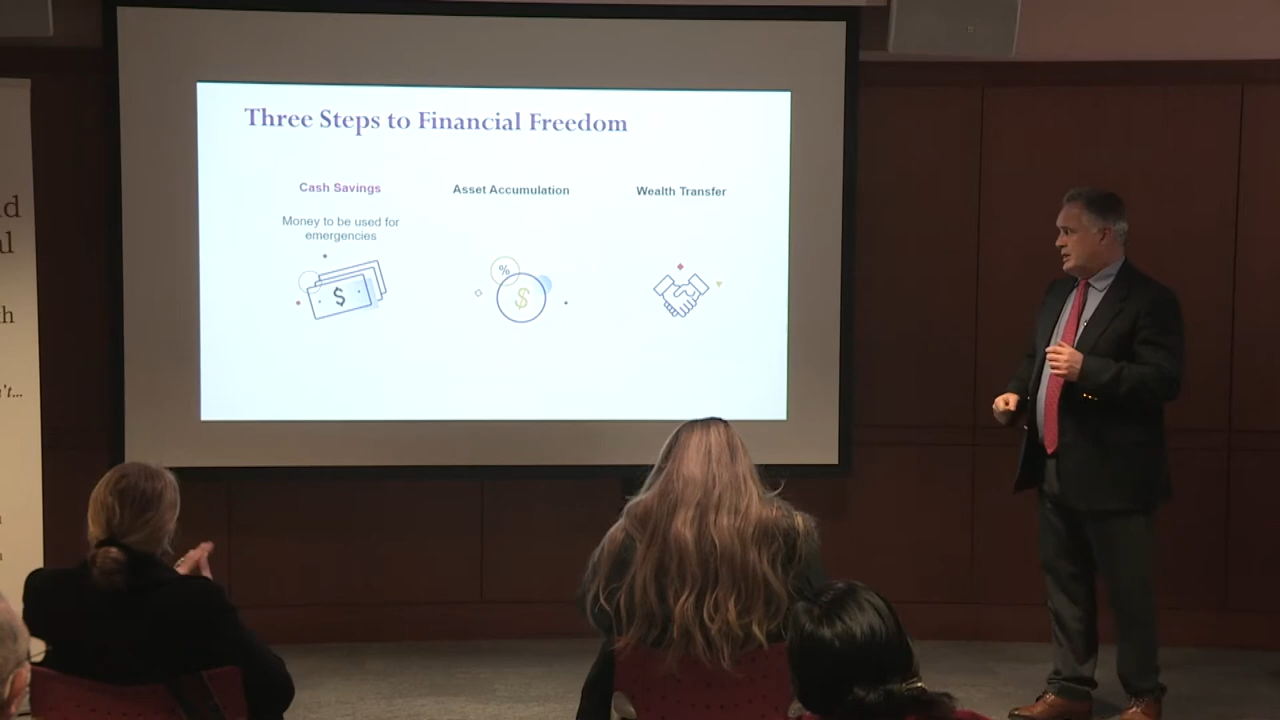 Three Steps to Financial Freedom
Cash Savings
Asset Accumulation
Wealth Transfer
Money to be used for
emergencies
$
%
$